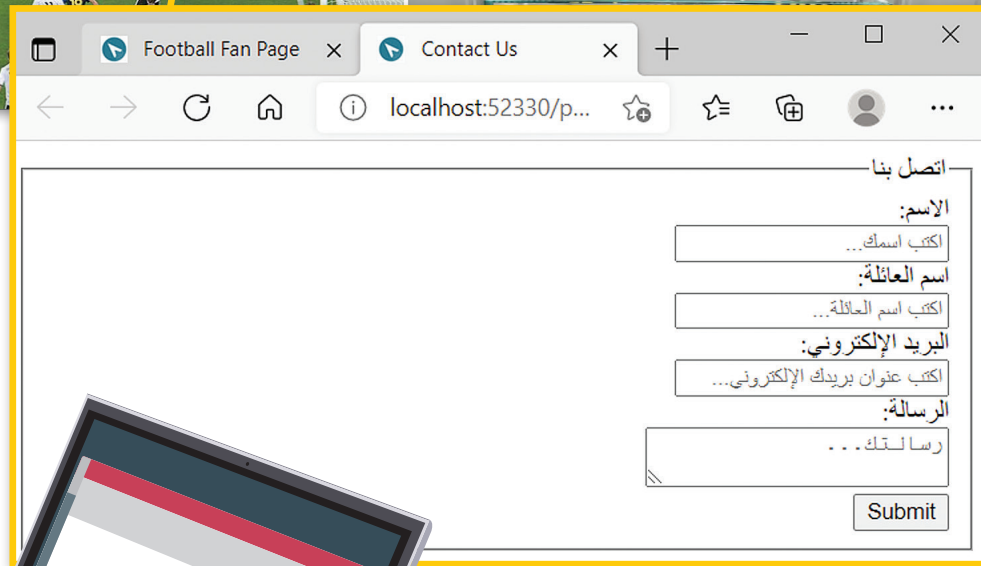 Football Fan Page
Contact Us
localhost:52330/p...
اتصل بنا
الاسم:
اكتب اسمك...
اسم العائلة:
اكتب اسم العائلة...
البريد الإلكتروني:
اكتب عنوان بريدك الإلكتروني...
الرسالة:
رسالتك...
Submit